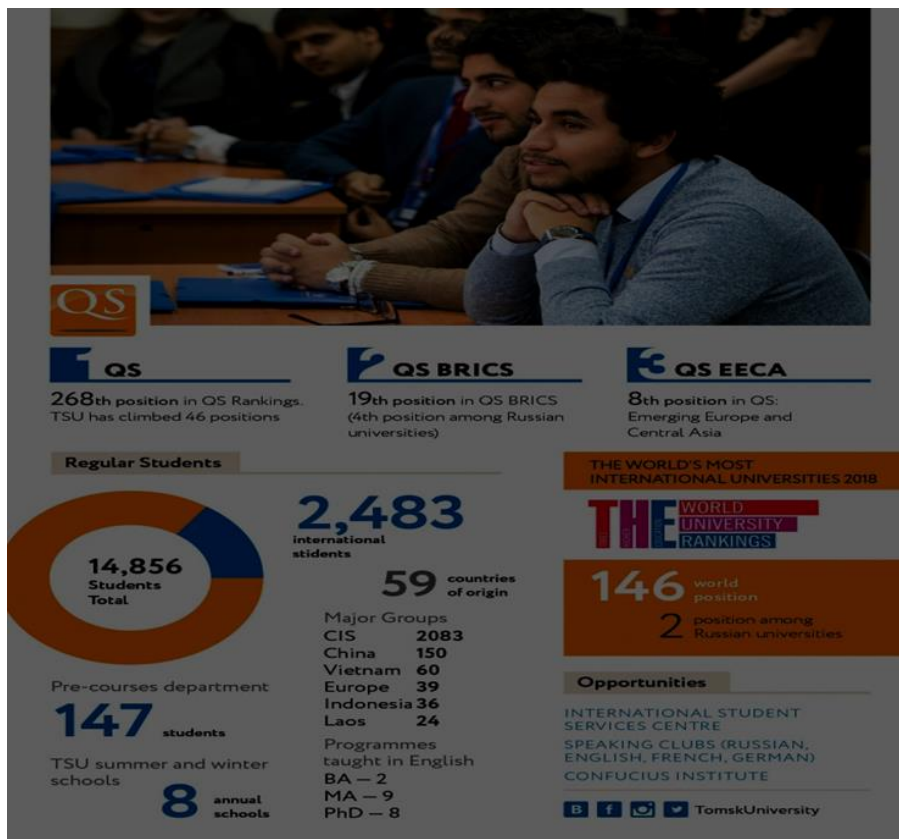 QS
1 QS
268th position in QS Rankings.
TSU has climbed 46 positions
2 QS BRICS
19th position in QS BRICS
(4th position among Russian
universities)
3 QS EECA
8th position in QS:
Emerging Europe and
Central Asia
Regular Students
14,856
Students
Total
2,483
international
stidents
59 countries
of origin
Major Groups
CIS 2083
China 150
Vietnam 60
Europe 39
Indonesia 36
Laos 24
Programmes
taught in English
BA – 2
MA – 9
PhD – 8
Pre-courses department
147 students
TSU summer and winter
schools
8 annual
schools
THE WORLD'S MOST
INTERNATIONAL UNIVERSITIES 2018
THE WORLD
UNIVERSITY
RANKINGS
146 world
position
2 position among
Russian universities
Opportunities
INTERNATIONAL STUDENT
SERVICES CENTRE
SPEAKING CLUBS (RUSSIAN,
ENGLISH, FRENCH, GERMAN)
CONFUCIUS INSTITUTE
TomskUniversity